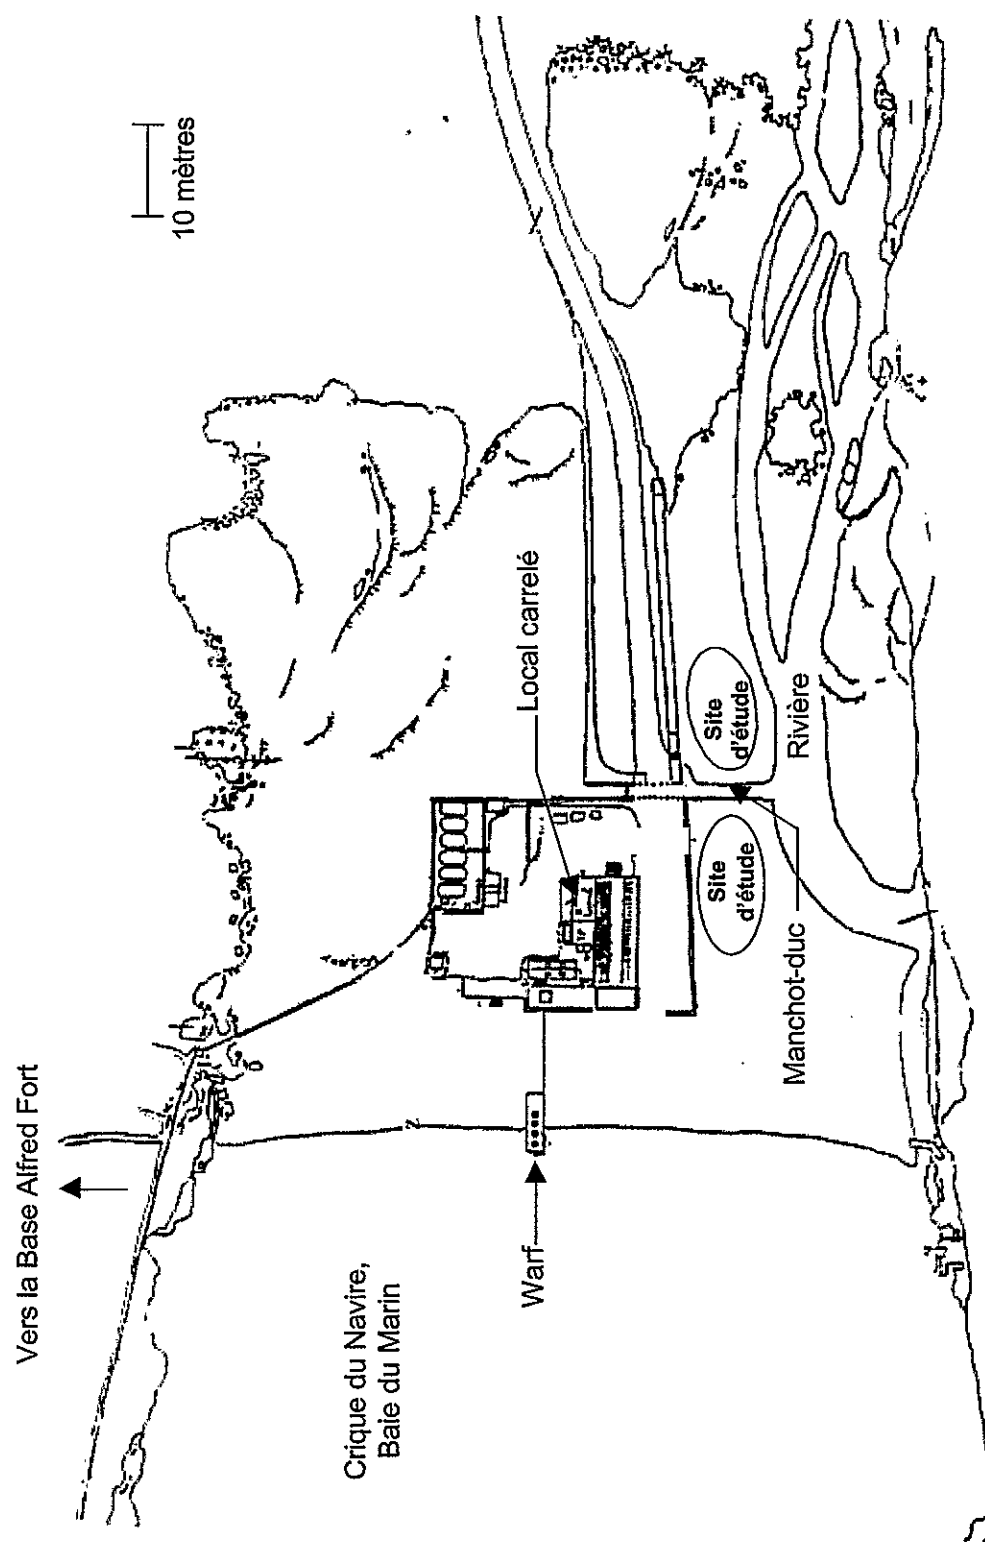 Vers la Base Alfred Fort
10 mètres
Crique du Navire,
Baie du Marin
Warf
Local carrelé
Site
d'étude
Site
d'étude
Manchot-duc
Rivière